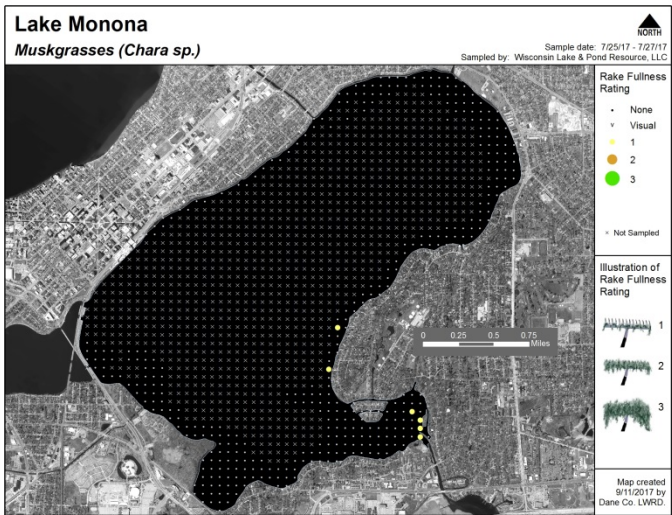 Lake Monona
Muskgrasses (Chara sp.)
NORTH
Sample date: 7/25/17 - 7/27/17
Sampled by: Wisconsin Lake & Pond Resource, LLC
Rake Fullness
Rating
None
Visual
1
2
3
× Not Sampled
Illustration of
Rake Fullness
Rating
1
2
3
0 0.25 0.5 0.75
Miles
Map created
9/11/2017 by
Dane Co. LWRD.